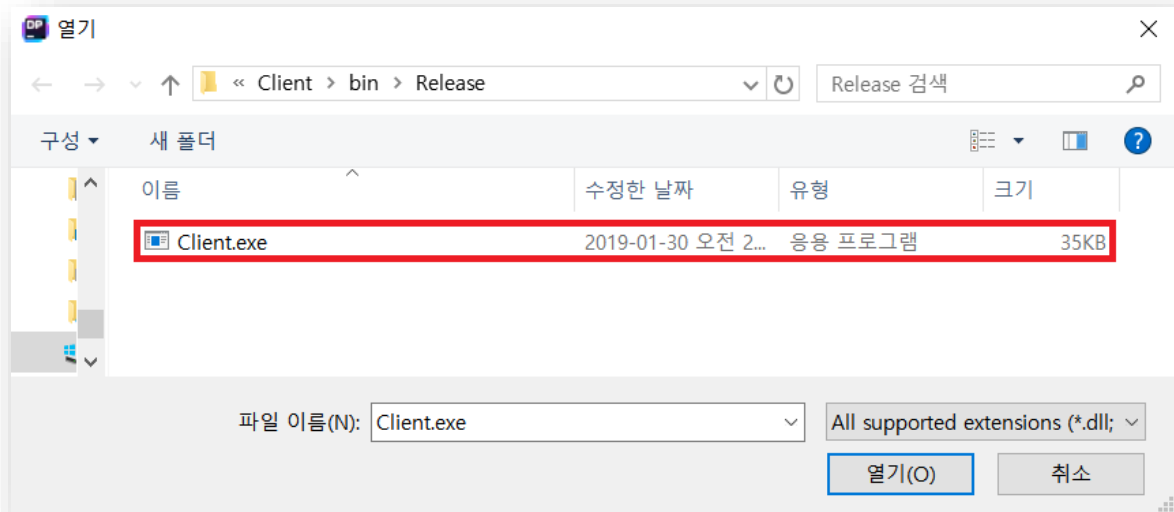 DP 열기
« Client > bin > Release
Release 검색
구성 새 폴더
?
이름 수정한 날짜 유형 크기
Client.exe 2019-01-30 오전 2... 응용 프로그램 35KB
파일 이름(N): Client.exe All supported extensions (*.dll;
열기(O) 취소